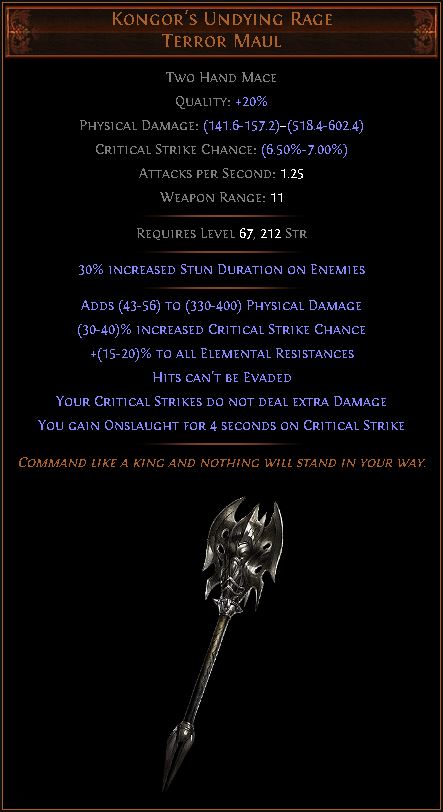 Kongor's Undying Rage
Terror Maul
Two Hand Mace
Quality: +20%
Physical Damage: (141.6-157.2)–(518.4-602.4)
Critical Strike Chance: (6.50%-7.00%)
Attacks per Second: 1.25
Weapon Range: 11
Requires Level 67, 212 Str
30% increased Stun Duration on Enemies
Adds (43-56) to (330-400) Physical Damage
(30-40)% increased Critical Strike Chance
+(15-20)% to all Elemental Resistances
Hits can't be Evaded
Your Critical Strikes do not deal extra Damage
You gain Onslaught for 4 seconds on Critical Strike
Command like a king and nothing will stand in your way.